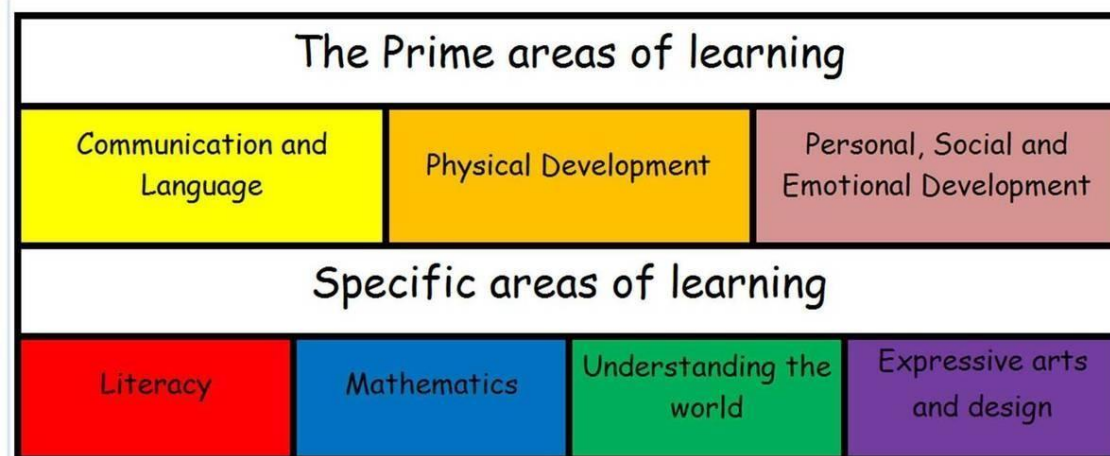 The Prime areas of learning
Communication and
Language
Physical Development
Personal, Social and
Emotional Development
Specific areas of learning
Literacy
Mathematics
Understanding the
world
Expressive arts
and design